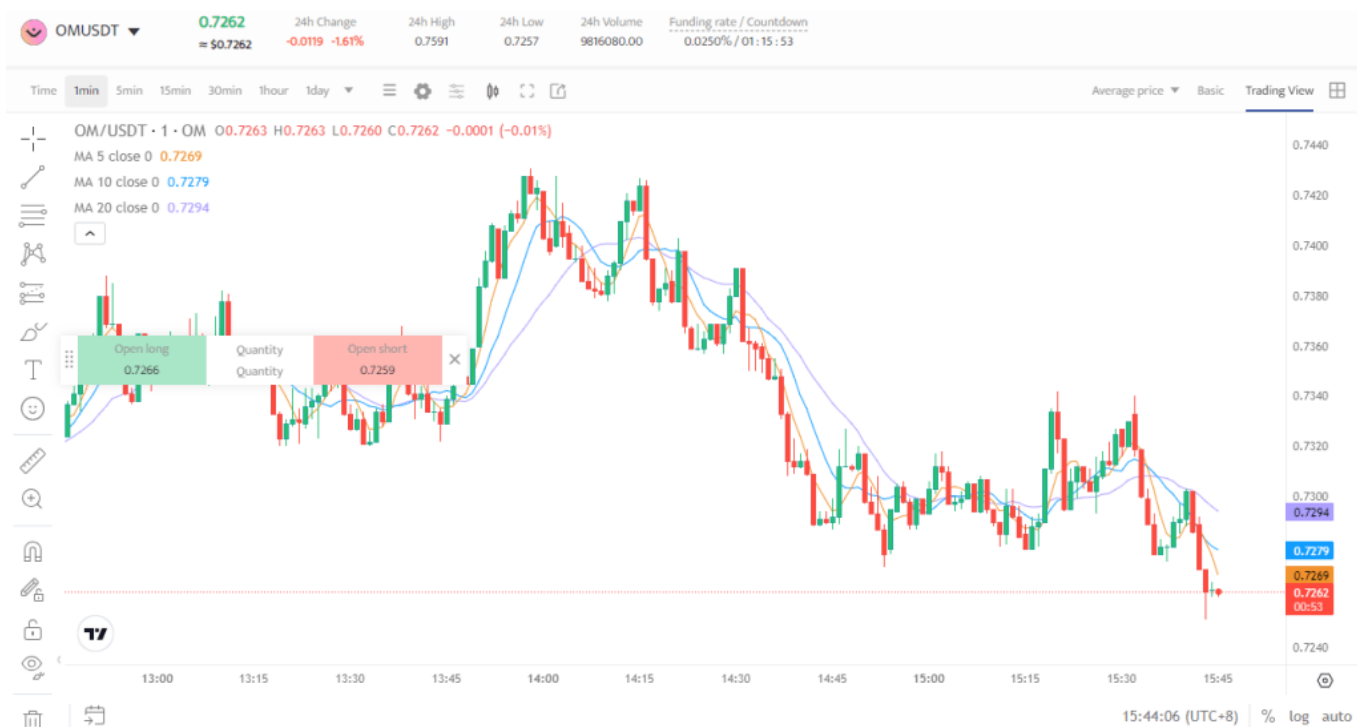 OMUSDT
0.7262
≈ $0.7262
24h Change
-0.0119 -1.61%
24h High
0.7591
24h Low
0.7257
24h Volume
9816080.00
Funding rate / Countdown
0.0250% / 01:15:53
Time 1min 5min 15min 30min 1hour 1day
Average price Basic Trading View
OM/USDT · 1 · OM O0.7263 H0.7263 L0.7260 C0.7262 -0.0001 (-0.01%)
MA 5 close 0 0.7269
MA 10 close 0 0.7279
MA 20 close 0 0.7294
Open long
0.7266
Quantity
Quantity
Open short
0.7259
0.7440
0.7420
0.7400
0.7380
0.7360
0.7340
0.7320
0.7300
0.7294
0.7279
0.7269
0.7262
00:53
0.7240
13:00 13:15 13:30 13:45 14:00 14:15 14:30 14:45 15:00 15:15 15:30 15:45
15:44:06 (UTC+8) % log auto